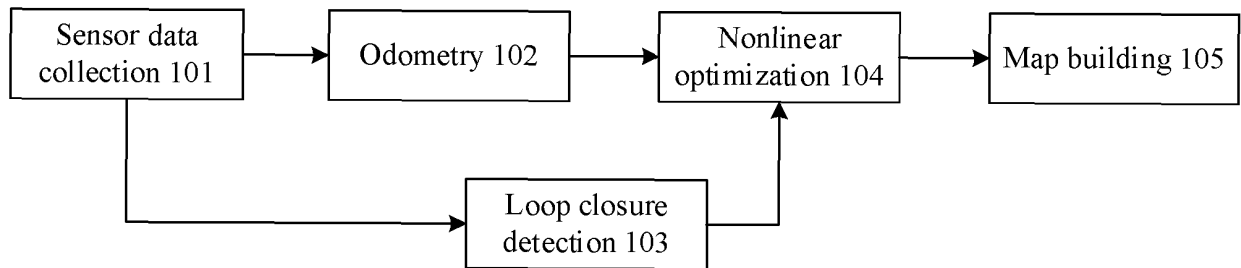 Sensor data
collection 101
Odometry 102
Nonlinear
optimization 104
Map building 105
Loop closure
detection 103